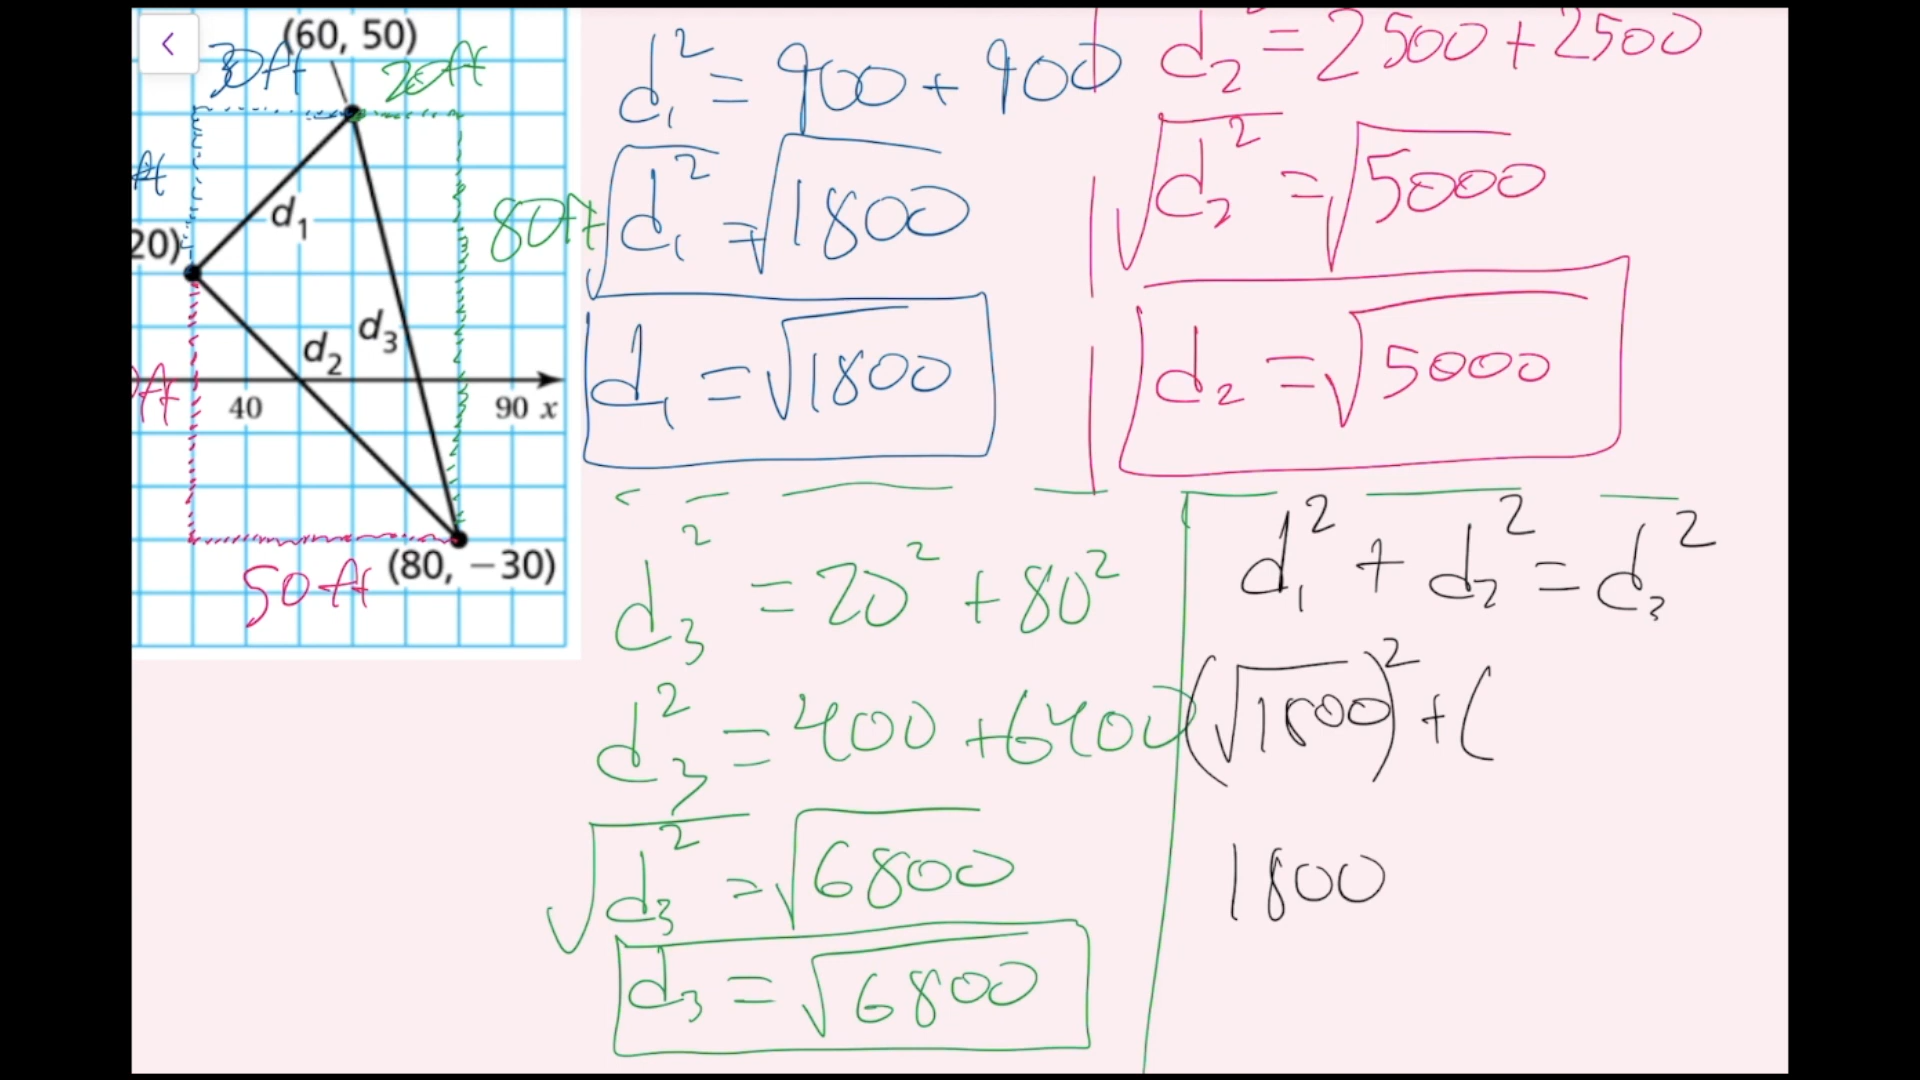 <
(60, 50)
30ft
20ft
ft
d1
20)
80ft
d3
d2
ft
40
90 x
50ft
(80, −30)
d₁² = 900 + 900
√d₁² = √1800
d₁ = √1800
d₂² = 2500 + 2500
√d₂² = √5000
d₂ = √5000
d₃² = 20² + 80²
d₃² = 400 + 6400
√d₃² = √6800
d₃ = √6800
d₁² + d₂² = d₃²
(√1800)² + (
1800